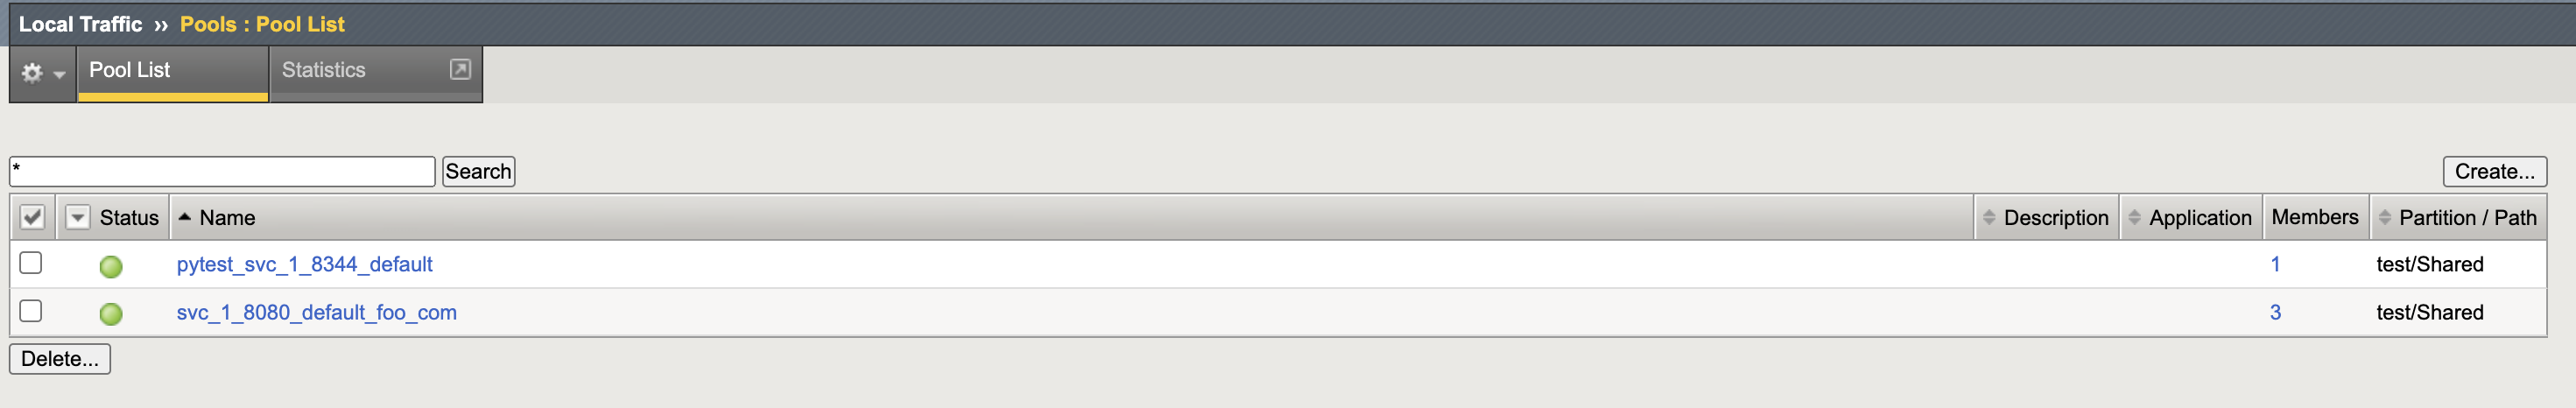 Local Traffic ›› Pools : Pool List
Pool List Statistics
* Search Create...
Status Name Description Application Members Partition / Path
pytest_svc_1_8344_default 1 test/Shared
svc_1_8080_default_foo_com 3 test/Shared
Delete...